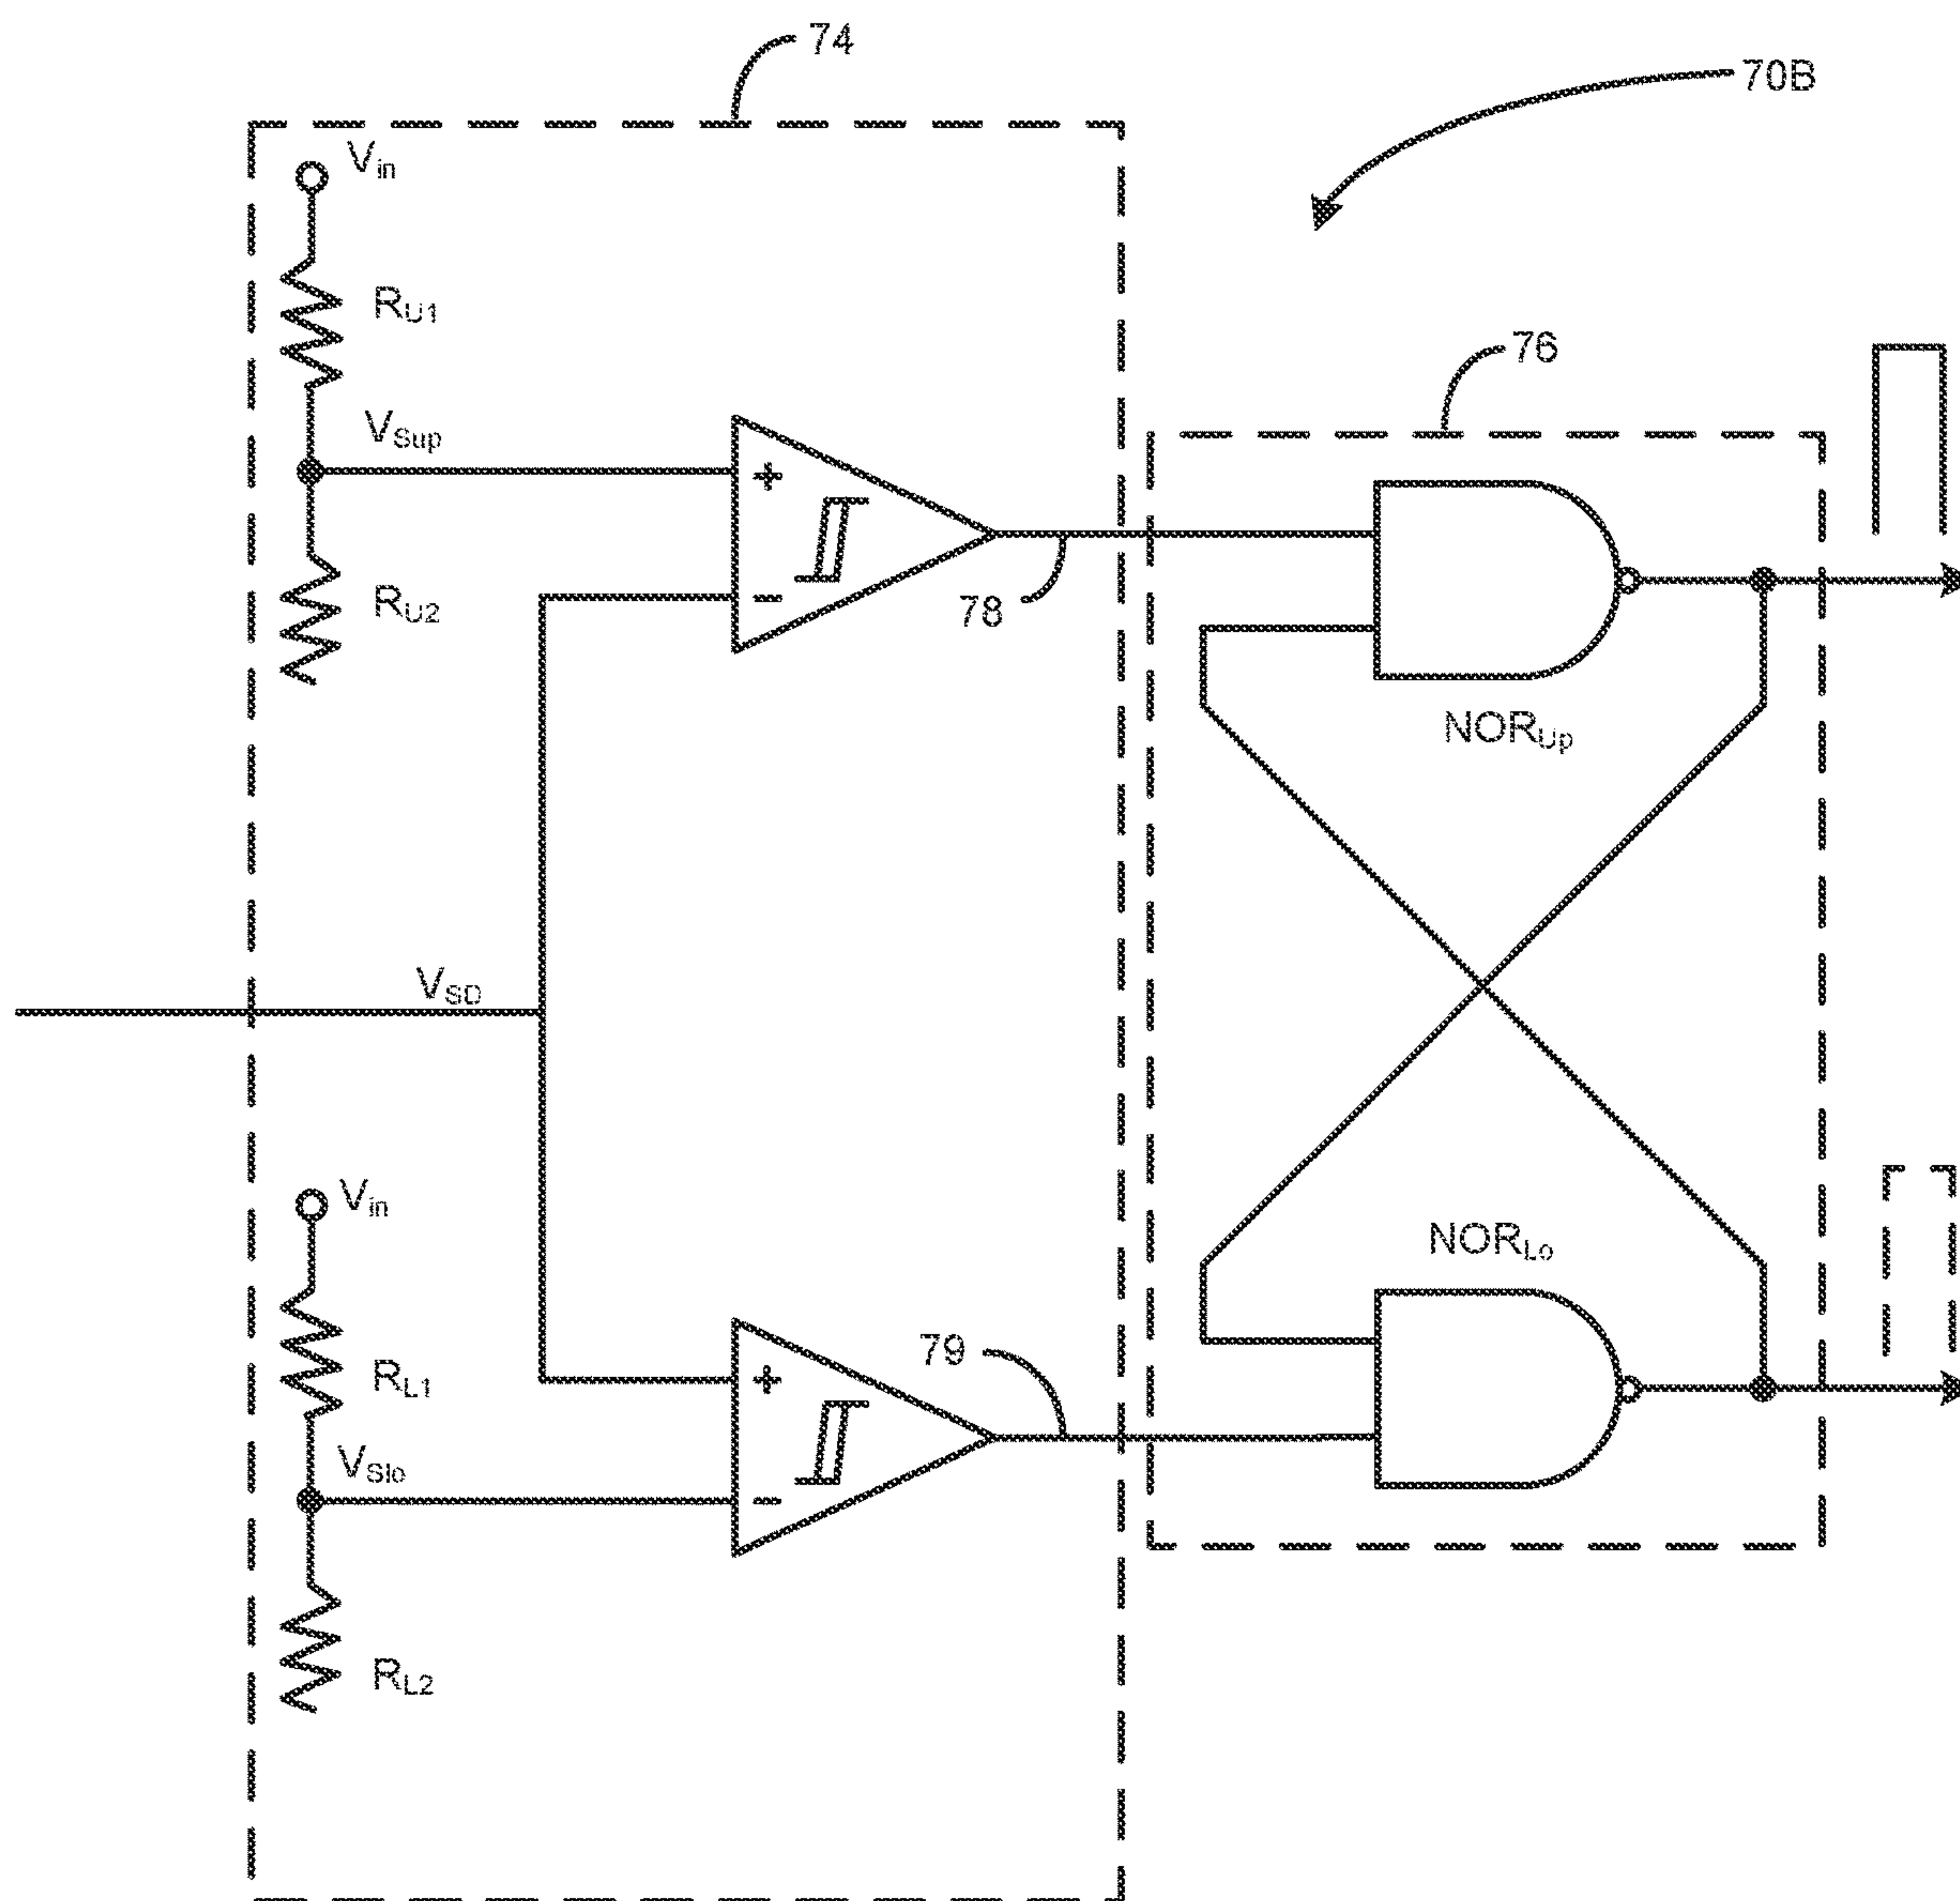 74
70B
Vin
RU1
76
VSup
+
RU2
−
78
NORUp
VSD
Vin
NORLo
79
RL1
+
VSlo
−
RL2